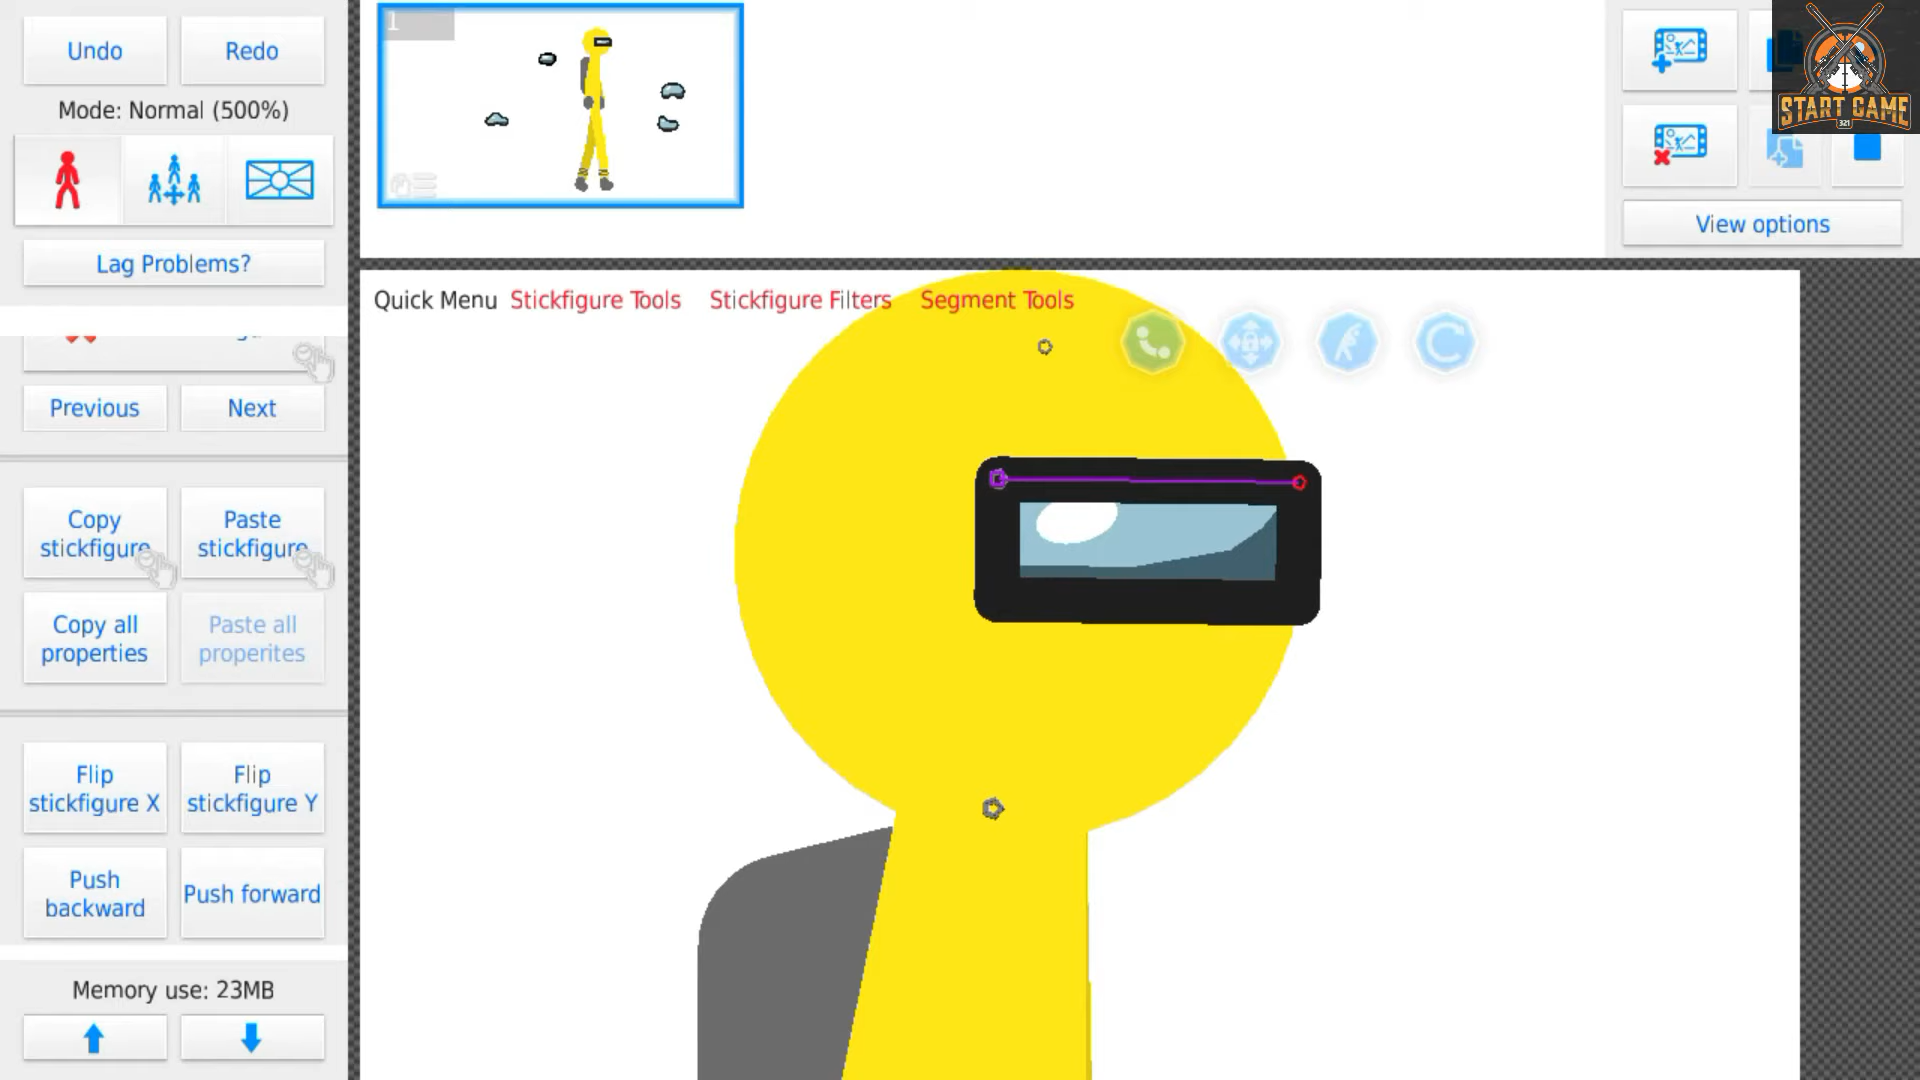 Undo
Redo
Mode: Normal (500%)
Lag Problems?
Previous
Next
Copy
stickfigure
Paste
stickfigure
Copy all
properties
Paste all
properites
Flip
stickfigure X
Flip
stickfigure Y
Push
backward
Push forward
Memory use: 23MB
1
Quick Menu
Stickfigure Tools
Stickfigure Filters
Segment Tools
View options
START GAME
321